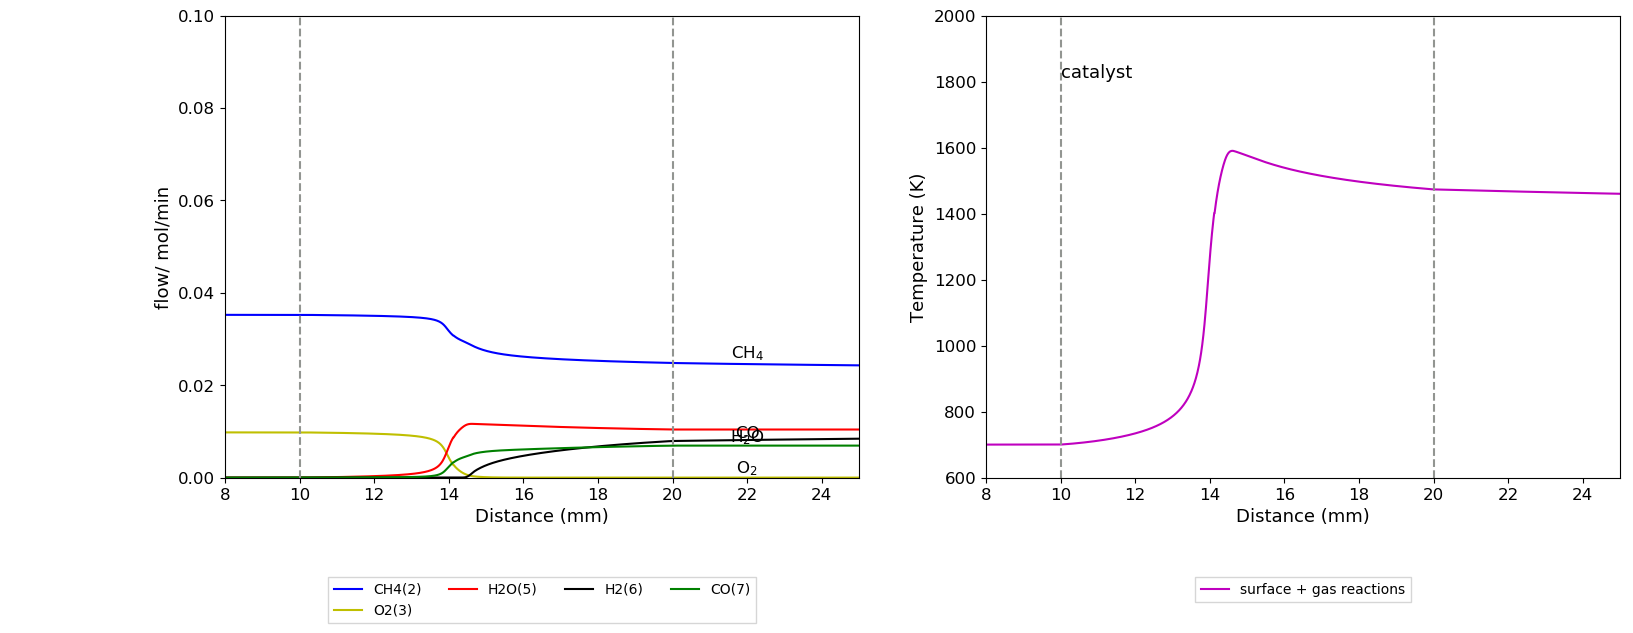 0.10
0.08
0.06
0.04
0.02
0.00
flow/ mol/min
CH4
CO
H2O
O2
8 10 12 14 16 18 20 22 24
Distance (mm)
CH4(2) H2O(5) H2(6) CO(7)
O2(3)
2000
1800
1600
1400
1200
1000
800
600
Temperature (K)
catalyst
8 10 12 14 16 18 20 22 24
Distance (mm)
surface + gas reactions